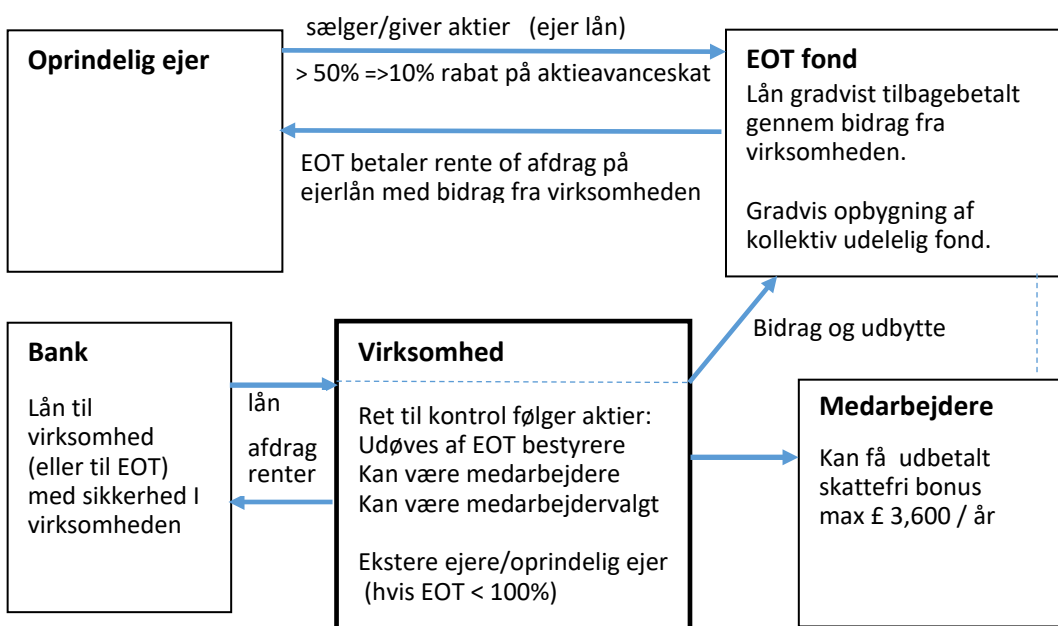 sælger/giver aktier (ejer lån)
Oprindelig ejer
> 50% =>10% rabat på aktieavanceskat
EOT betaler rente of afdrag på
ejerlån med bidrag fra virksomheden
EOT fond
Lån gradvist tilbagebetalt
gennem bidrag fra
virksomheden.
Gradvis opbygning af
kollektiv udelelig fond.
Bidrag og udbytte
Bank
Lån til
virksomhed
(eller til EOT)
med sikkerhed I
virksomheden
lån
afdrag
renter
Virksomhed
Ret til kontrol følger aktier:
Udøves af EOT bestyrere
Kan være medarbejdere
Kan være medarbejdervalgt
Ekstere ejere/oprindelig ejer
(hvis EOT < 100%)
Medarbejdere
Kan få udbetalt
skattefri bonus
max £ 3,600 / år